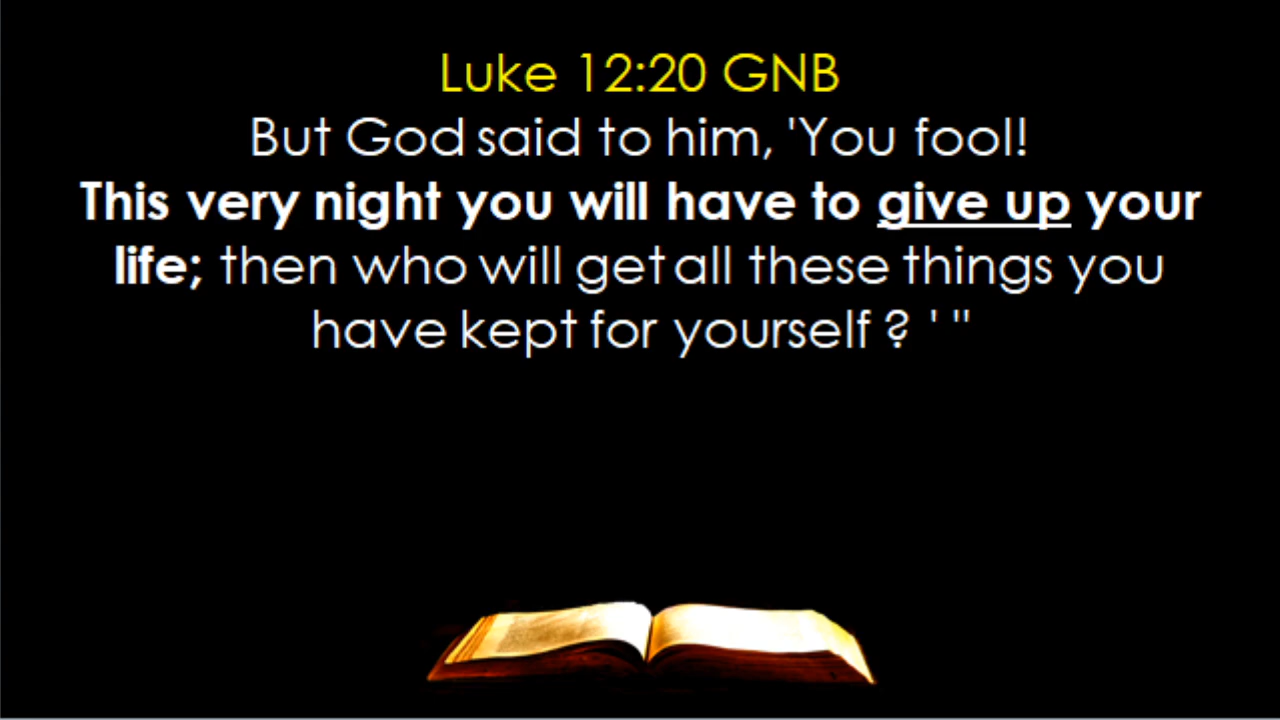 Luke 12:20 GNB
But God said to him, 'You fool!
This very night you will have to give up your
life; then who will get all these things you
have kept for yourself ? ' "